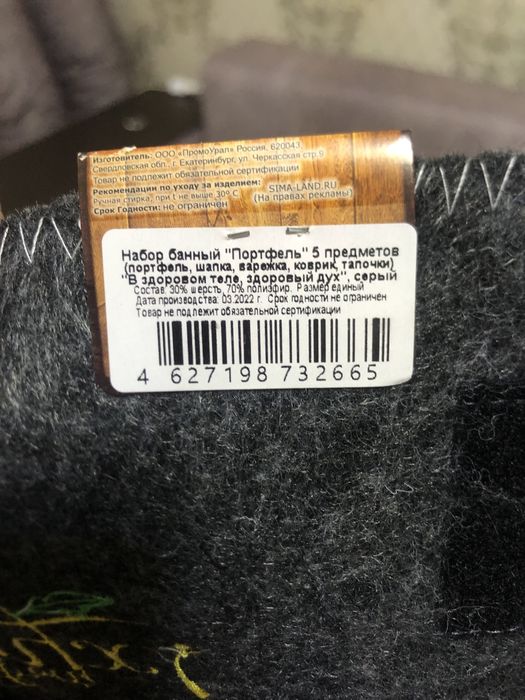 Изготовитель: ООО «ПромоУрал» Россия, 620043,
Свердловская обл., г. Екатеринбург, ул. Черкасская стр.9
Товар не подлежит обязательной сертификации
Рекомендации по уходу за изделием:
Ручная стирка, при t не выше 30° С
Срок Годности: не ограничен
SIMA-LAND.RU
(На правах рекламы)
Набор банный "Портфель" 5 предметов
(портфель, шапка, варежка, коврик, тапочки)
"В здоровом теле, здоровый дух", серый
Состав: 30% шерсть, 70% полиэфир. Размер единый
Дата производства: 03.2022 г. Срок годности не ограничен
Товар не подлежит обязательной сертификации
4 627198 732665